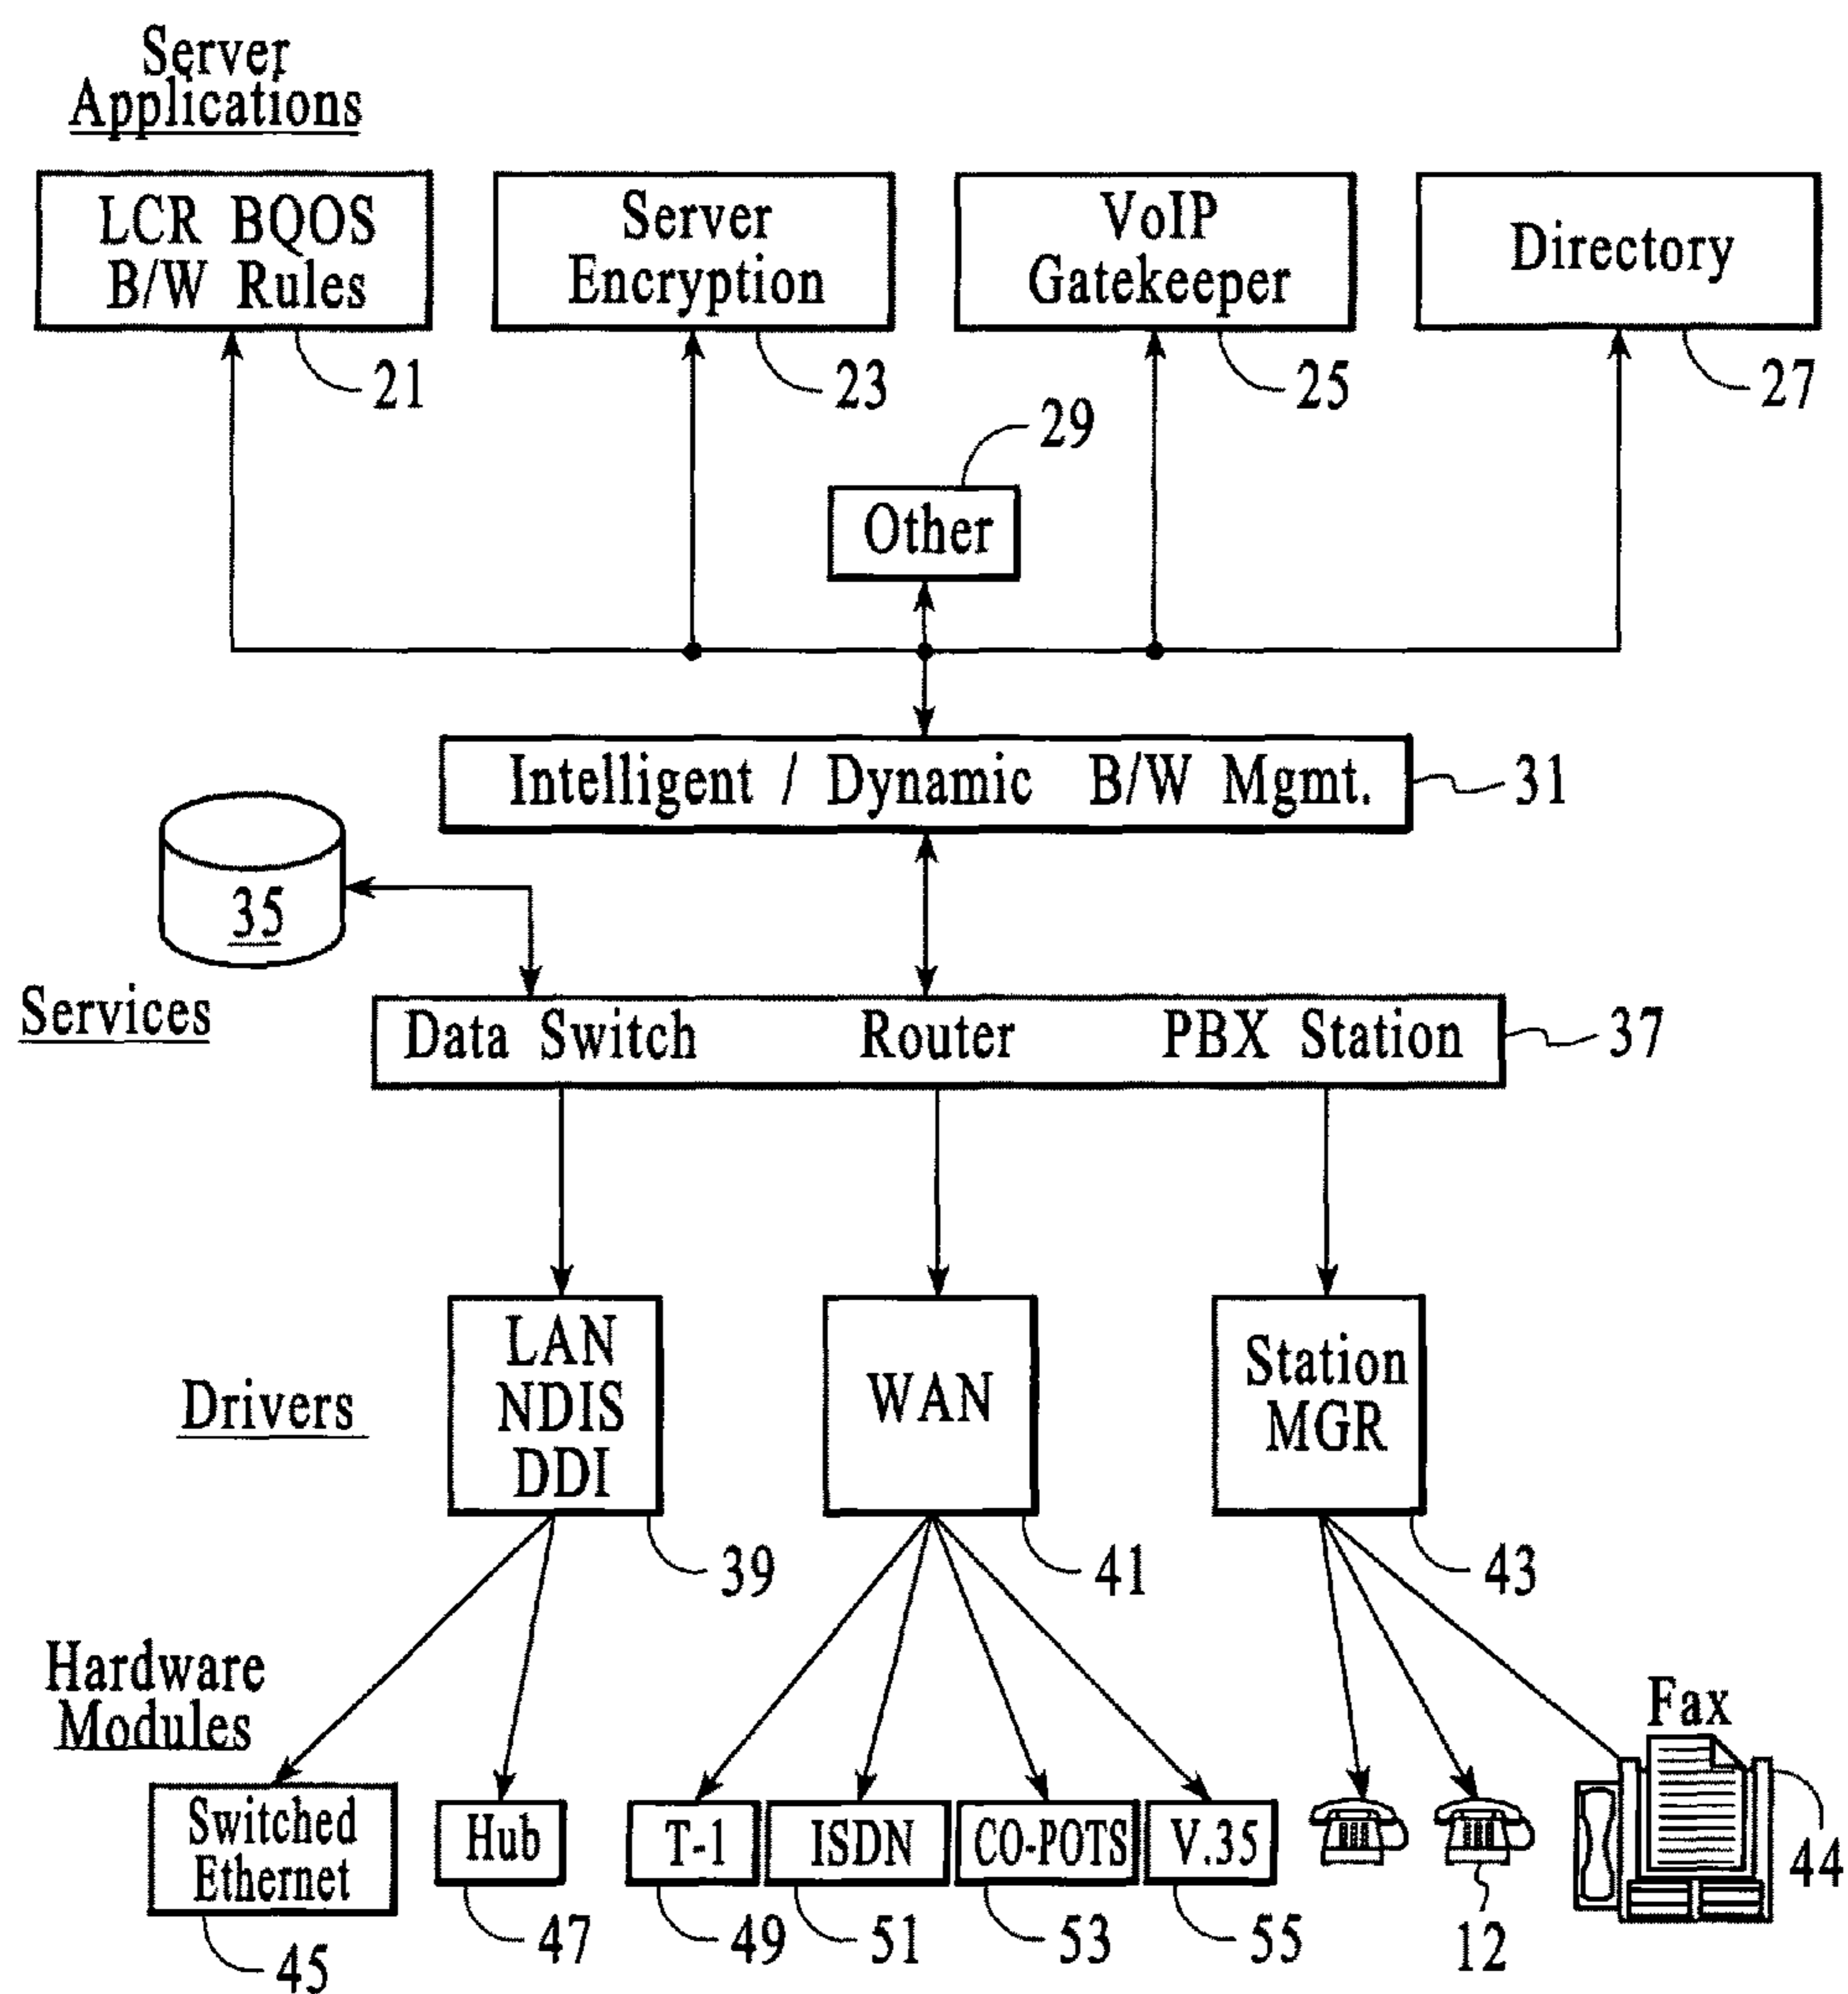 Server
Applications
LCR BQOS
B/W Rules
Server
Encryption
VoIP
Gatekeeper
Directory
21
23
25
27
29
Other
Intelligent / Dynamic B/W Mgmt.
31
35
Services
Data Switch Router PBX Station
37
LAN
NDIS
DDI
WAN
Station
MGR
Drivers
39
41
43
Hardware
Modules
Fax
Switched
Ethernet
Hub
T-1
ISDN
CO-POTS
V.35
44
45
47
49
51
53
55
12